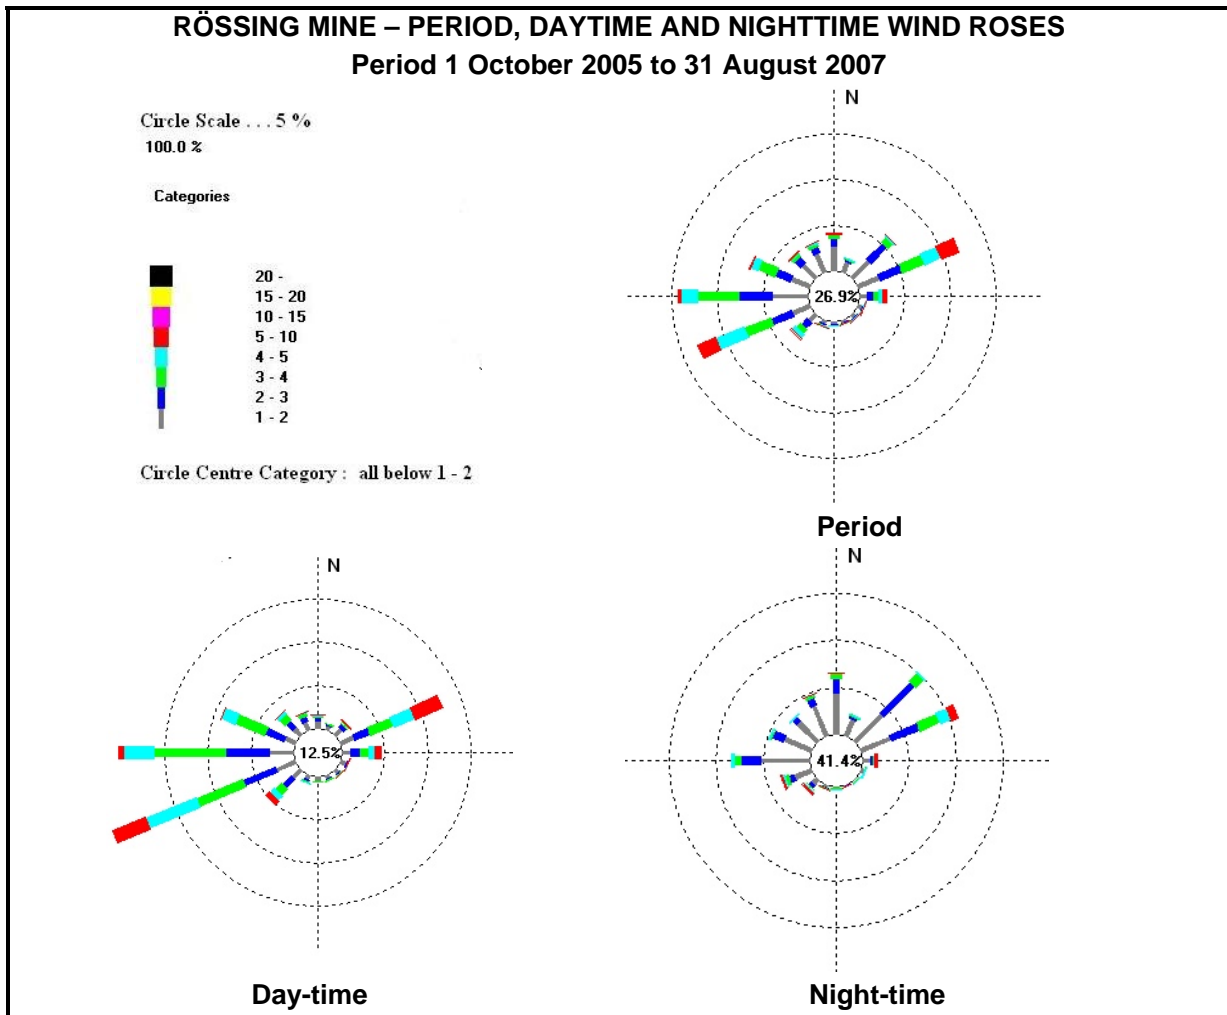 RÖSSING MINE – PERIOD, DAYTIME AND NIGHTTIME WIND ROSES
Period 1 October 2005 to 31 August 2007
Circle Scale . . . 5 %
100.0 %
Categories
20 -
15 - 20
10 - 15
5 - 10
4 - 5
3 - 4
2 - 3
1 - 2
Circle Centre Category : all below 1 - 2
N
26.9%
Period
N
12.5%
Day-time
N
41.4%
Night-time